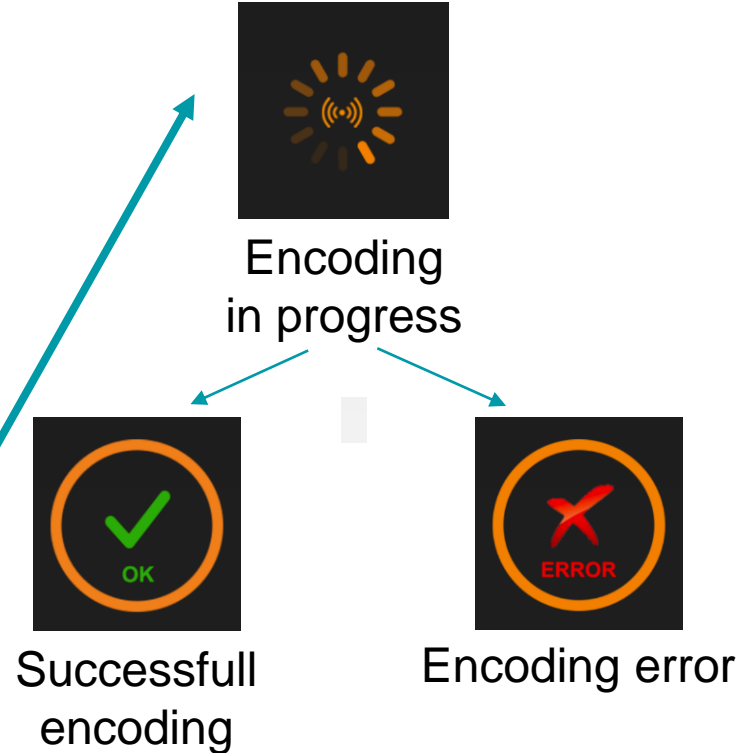 Encoding
in progress
OK
ERROR
Successfull
encoding
Encoding error